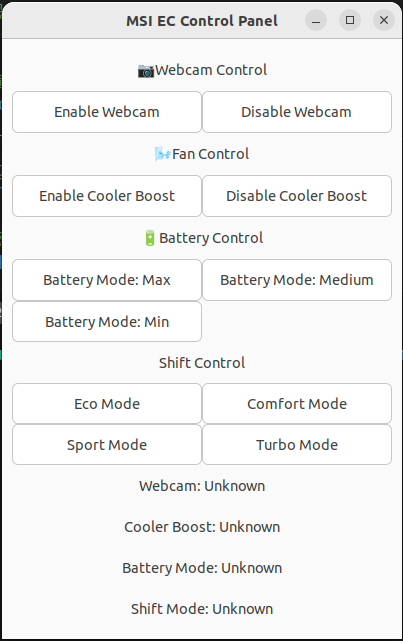 MSI EC Control Panel
📷Webcam Control
Enable Webcam Disable Webcam
🌬️Fan Control
Enable Cooler Boost Disable Cooler Boost
🔋Battery Control
Battery Mode: Max Battery Mode: Medium
Battery Mode: Min
Shift Control
Eco Mode Comfort Mode
Sport Mode Turbo Mode
Webcam: Unknown
Cooler Boost: Unknown
Battery Mode: Unknown
Shift Mode: Unknown